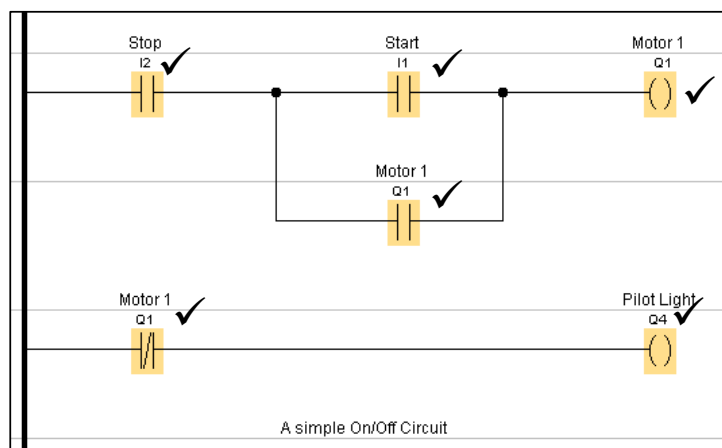 Stop Start Motor 1
I2 I1 Q1
Motor 1
Q1
Motor 1 Pilot Light
Q1 Q4
A simple On/Off Circuit